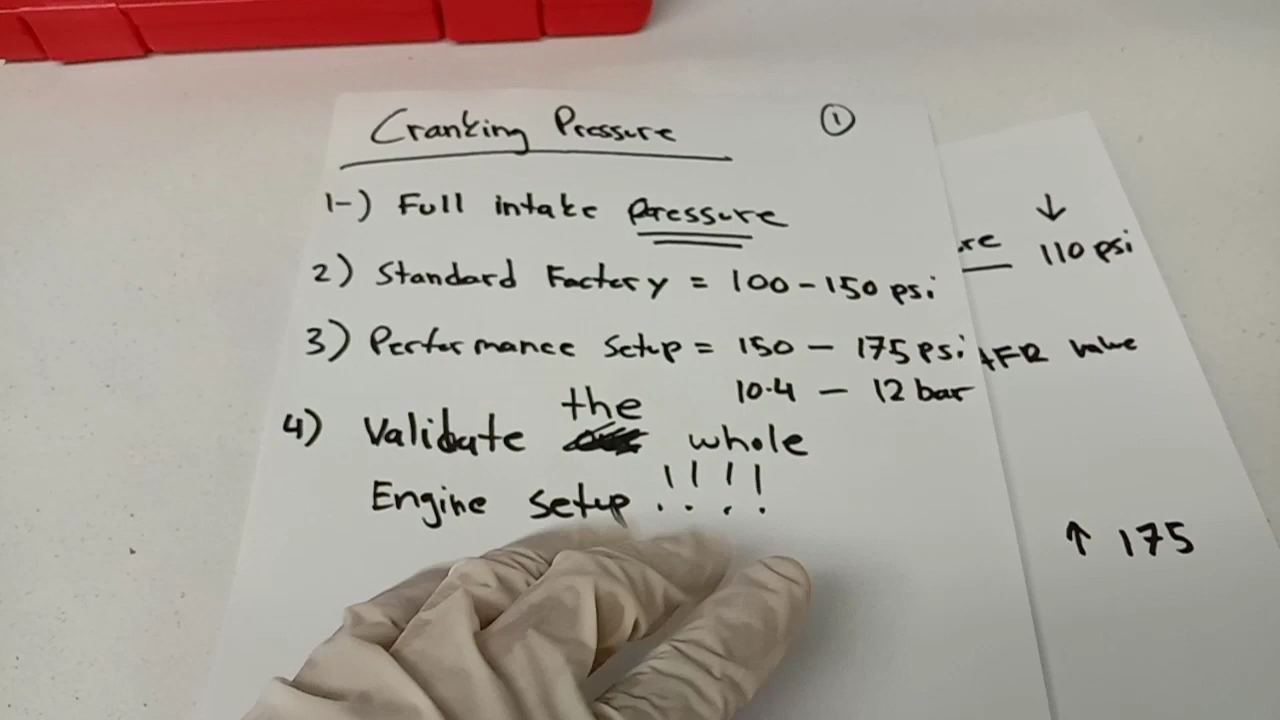 Cranking Pressure ①
1-) Full intake Pressure
2) Standard Factory = 100 - 150 psi
3) Performance Setup = 150 - 175 psi
10.4 - 12 bar
4) Validate the whole
Engine setup !!!!
↓
110 psi
AFR value
↑ 175